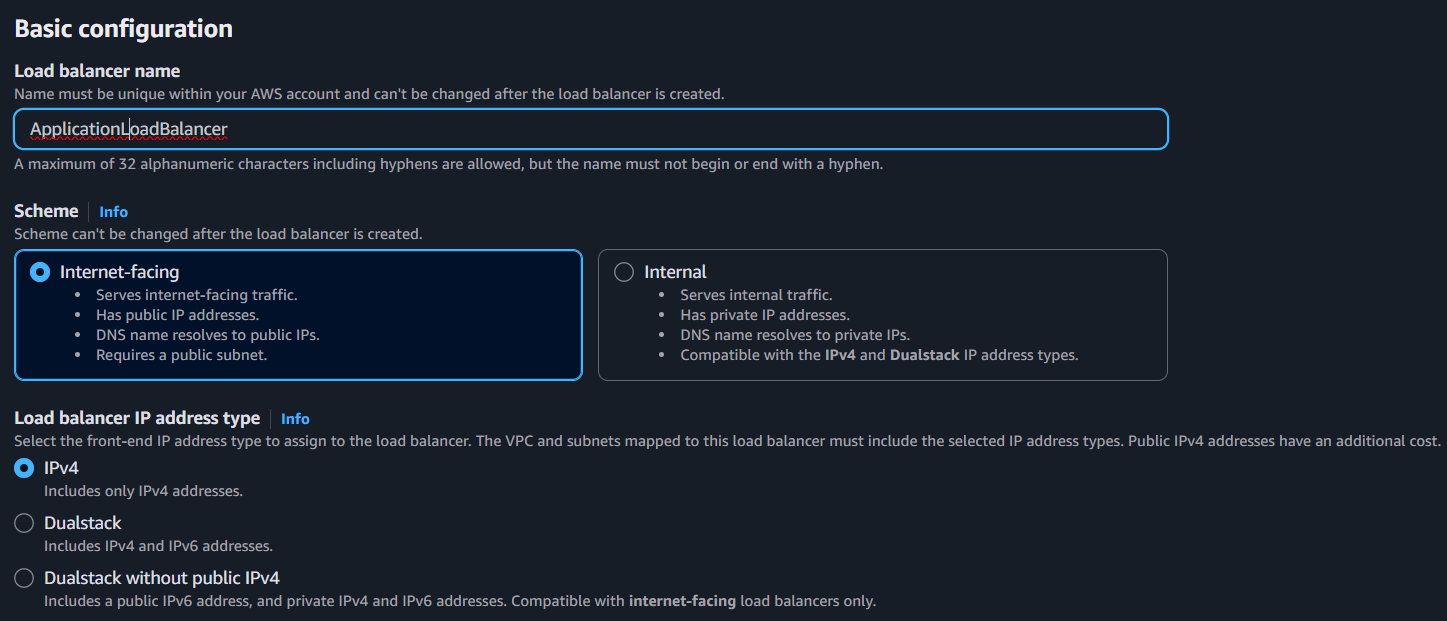 Basic configuration
Load balancer name
Name must be unique within your AWS account and can't be changed after the load balancer is created.
ApplicationLoadBalancer
A maximum of 32 alphanumeric characters including hyphens are allowed, but the name must not begin or end with a hyphen.
Scheme Info
Scheme can't be changed after the load balancer is created.
Internet-facing
• Serves internet-facing traffic.
• Has public IP addresses.
• DNS name resolves to public IPs.
• Requires a public subnet.
Internal
• Serves internal traffic.
• Has private IP addresses.
• DNS name resolves to private IPs.
• Compatible with the IPv4 and Dualstack IP address types.
Load balancer IP address type Info
Select the front-end IP address type to assign to the load balancer. The VPC and subnets mapped to this load balancer must include the selected IP address types. Public IPv4 addresses have an additional cost.
IPv4
Includes only IPv4 addresses.
Dualstack
Includes IPv4 and IPv6 addresses.
Dualstack without public IPv4
Includes a public IPv6 address, and private IPv4 and IPv6 addresses. Compatible with internet-facing load balancers only.